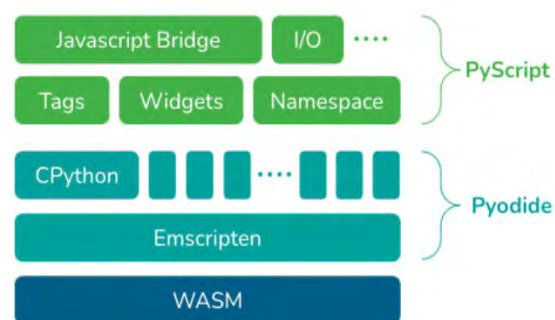 Javascript Bridge I/O ....
PyScript
Tags Widgets Namespace
CPython ....
Pyodide
Emscripten
WASM